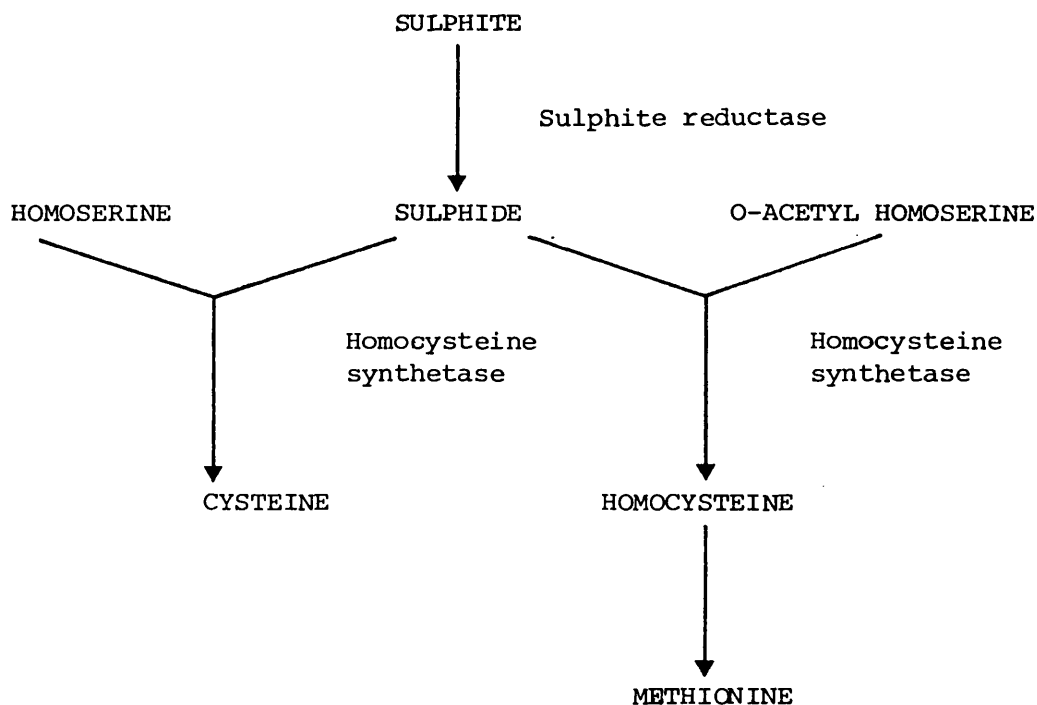 SULPHITE
Sulphite reductase
HOMOSERINE
SULPHIDE
O-ACETYL HOMOSERINE
Homocysteine
synthetase
Homocysteine
synthetase
CYSTEINE
HOMOCYSTEINE
METHIONINE